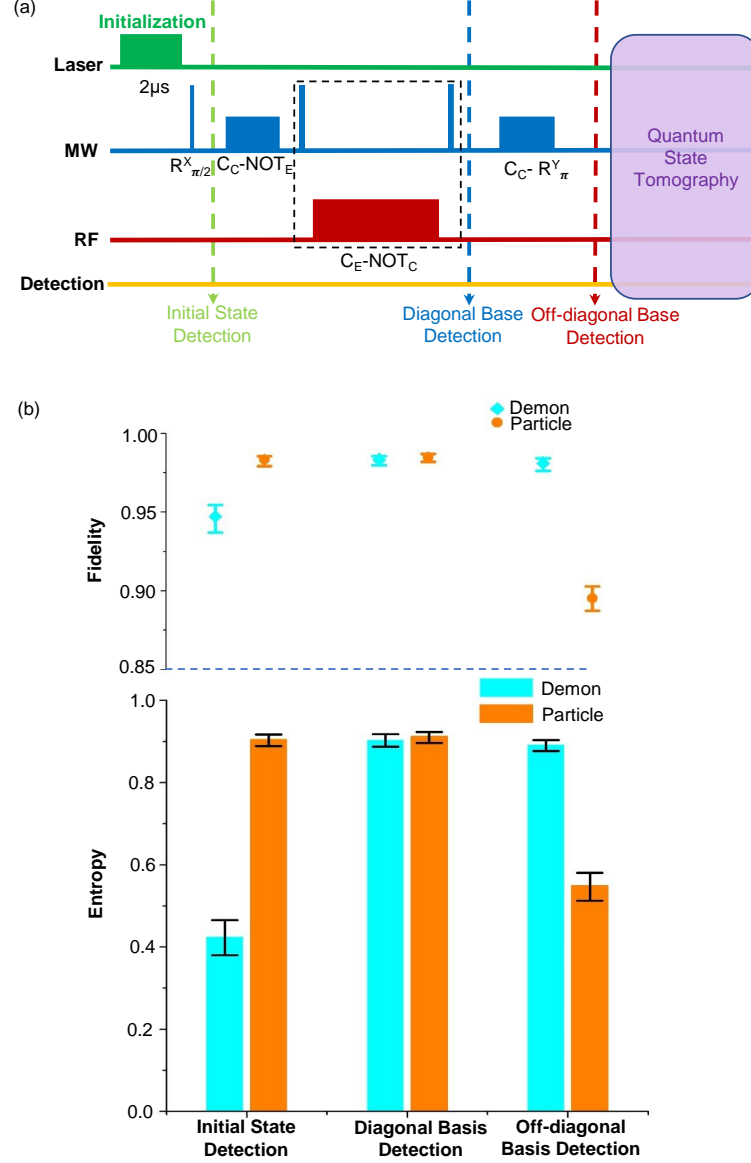 (a)
Initialization
Laser
2μs
MW
R^X_π/2
C_C-NOT_E
C_C- R^Y_π
Quantum
State
Tomography
RF
C_E-NOT_C
Detection
Initial State
Detection
Diagonal Base
Detection
Off-diagonal Base
Detection
(b)
Demon
Particle
1.00
0.95
0.90
0.85
Fidelity
Demon
Particle
1.0
0.8
0.6
0.4
0.2
0.0
Entropy
Initial State
Detection
Diagonal Basis
Detection
Off-diagonal
Basis Detection